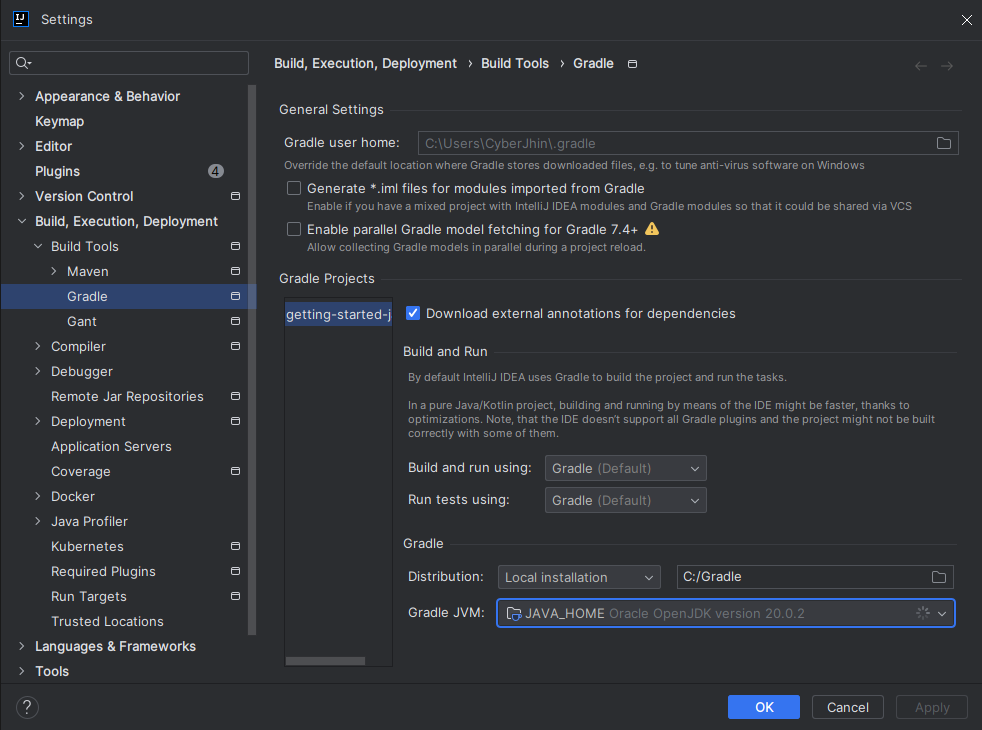 Settings
Appearance & Behavior
Keymap
Editor
Plugins 4
Version Control
Build, Execution, Deployment
Build Tools
Maven
Gradle
Gant
Compiler
Debugger
Remote Jar Repositories
Deployment
Application Servers
Coverage
Docker
Java Profiler
Kubernetes
Required Plugins
Run Targets
Trusted Locations
Languages & Frameworks
Tools
Build, Execution, Deployment › Build Tools › Gradle
General Settings
Gradle user home: C:\Users\CyberJhin\.gradle
Override the default location where Gradle stores downloaded files, e.g. to tune anti-virus software on Windows
Generate *.iml files for modules imported from Gradle
Enable if you have a mixed project with IntelliJ IDEA modules and Gradle modules so that it could be shared via VCS
Enable parallel Gradle model fetching for Gradle 7.4+
Allow collecting Gradle models in parallel during a project reload.
Gradle Projects
getting-started-j
Download external annotations for dependencies
Build and Run
By default IntelliJ IDEA uses Gradle to build the project and run the tasks.
In a pure Java/Kotlin project, building and running by means of the IDE might be faster, thanks to
optimizations. Note, that the IDE doesn't support all Gradle plugins and the project might not be built
correctly with some of them.
Build and run using: Gradle (Default)
Run tests using: Gradle (Default)
Gradle
Distribution: Local installation C:/Gradle
Gradle JVM: JAVA_HOME Oracle OpenJDK version 20.0.2
? OK Cancel Apply